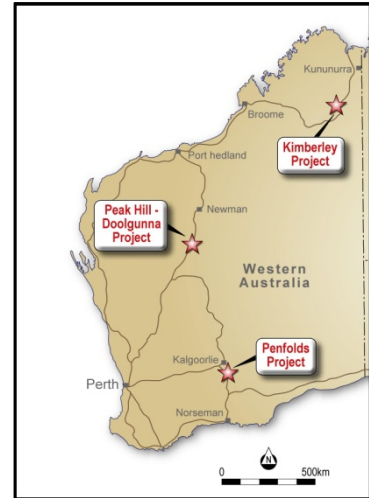 Kununurra
Broome
Kimberley
Project
Port hedland
Newman
Peak Hill -
Doolgunna
Project
Western
Australia
Kalgoorlie
Penfolds
Project
Perth
Norseman
N
0 500km